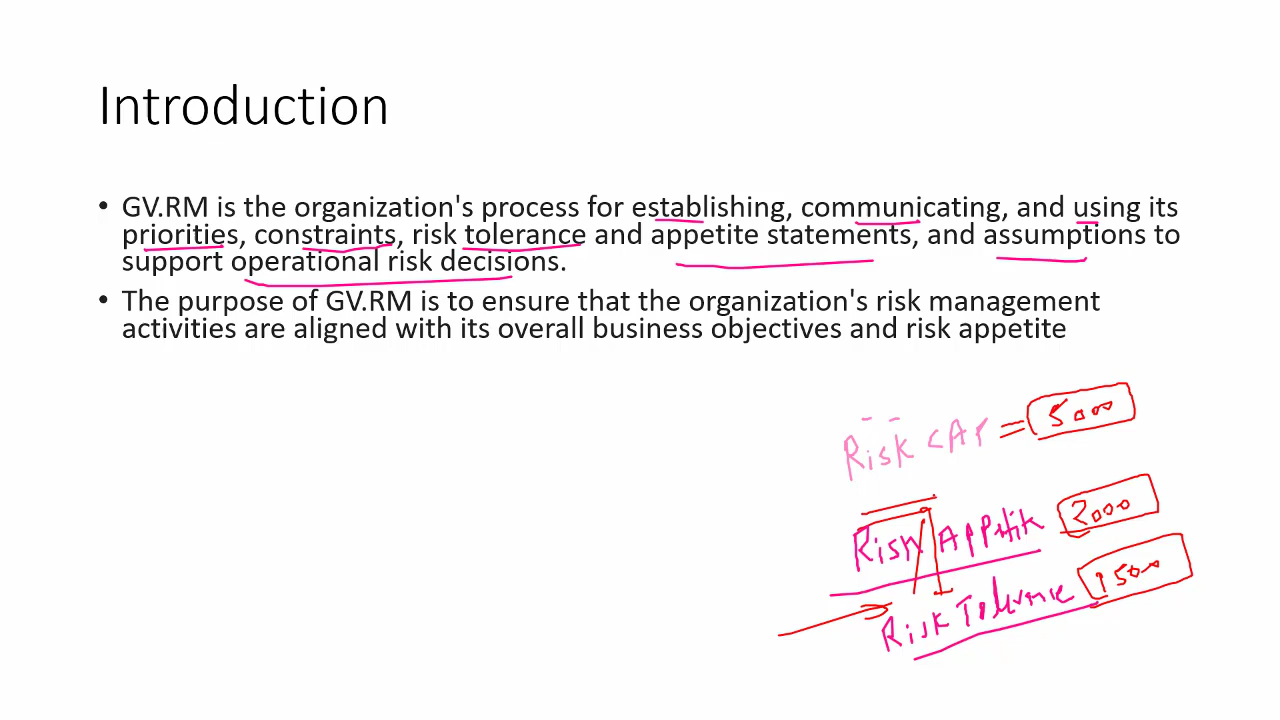 Introduction
• GV.RM is the organization's process for establishing, communicating, and using its
priorities, constraints, risk tolerance and appetite statements, and assumptions to
support operational risk decisions.
• The purpose of GV.RM is to ensure that the organization's risk management
activities are aligned with its overall business objectives and risk appetite
Risk CAP = 5000
Risk Appetite 2000
Risk Tolerance 1500